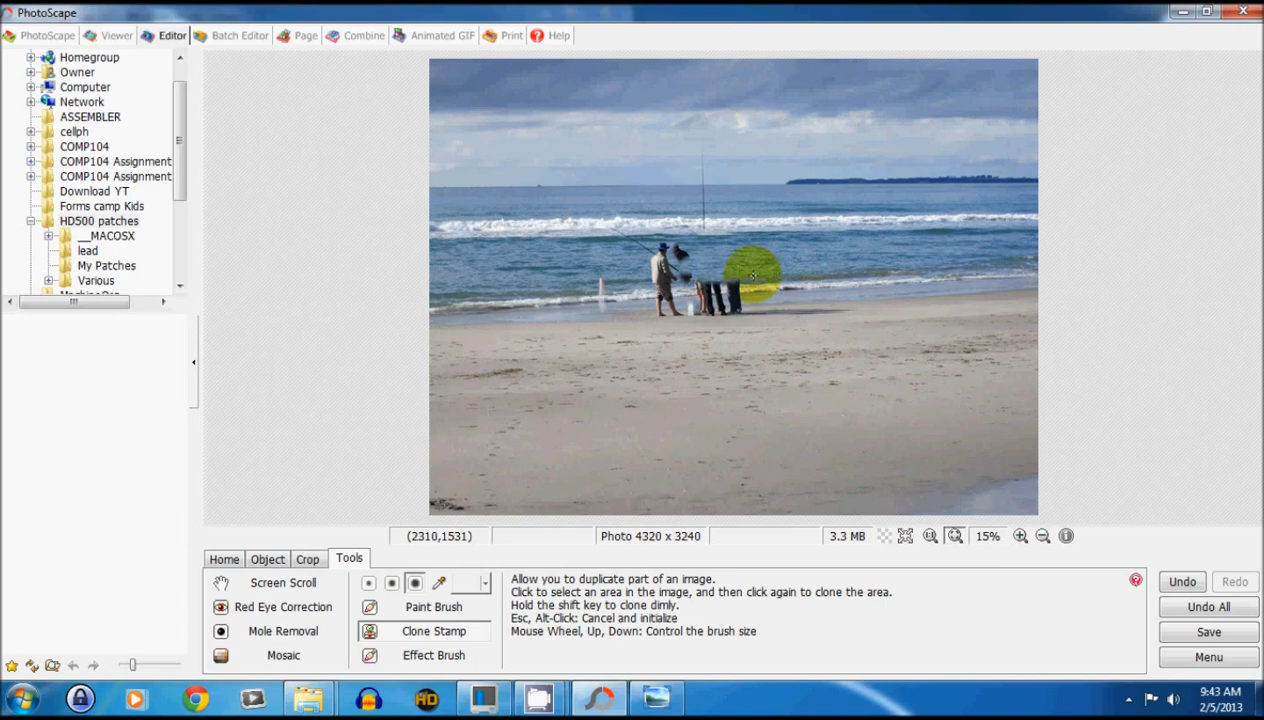 PhotoScape
PhotoScape Viewer Editor Batch Editor Page Combine Animated GIF Print Help
Homegroup
Owner
Computer
Network
ASSEMBLER
cellph
COMP104
COMP104 Assignment
COMP104 Assignment
Download YT
Forms camp Kids
HD500 patches
__MACOSX
lead
My Patches
Various
(2310,1531) Photo 4320 x 3240 3.3 MB 15%
Home Object Crop Tools
Screen Scroll
Red Eye Correction
Mole Removal
Mosaic
Paint Brush
Clone Stamp
Effect Brush
Allow you to duplicate part of an image.
Click to select an area in the image, and then click again to clone the area.
Hold the shift key to clone dimly.
Esc, Alt-Click: Cancel and initialize
Mouse Wheel, Up, Down: Control the brush size
Undo Redo
Undo All
Save
Menu
HD
9:43 AM
2/5/2013